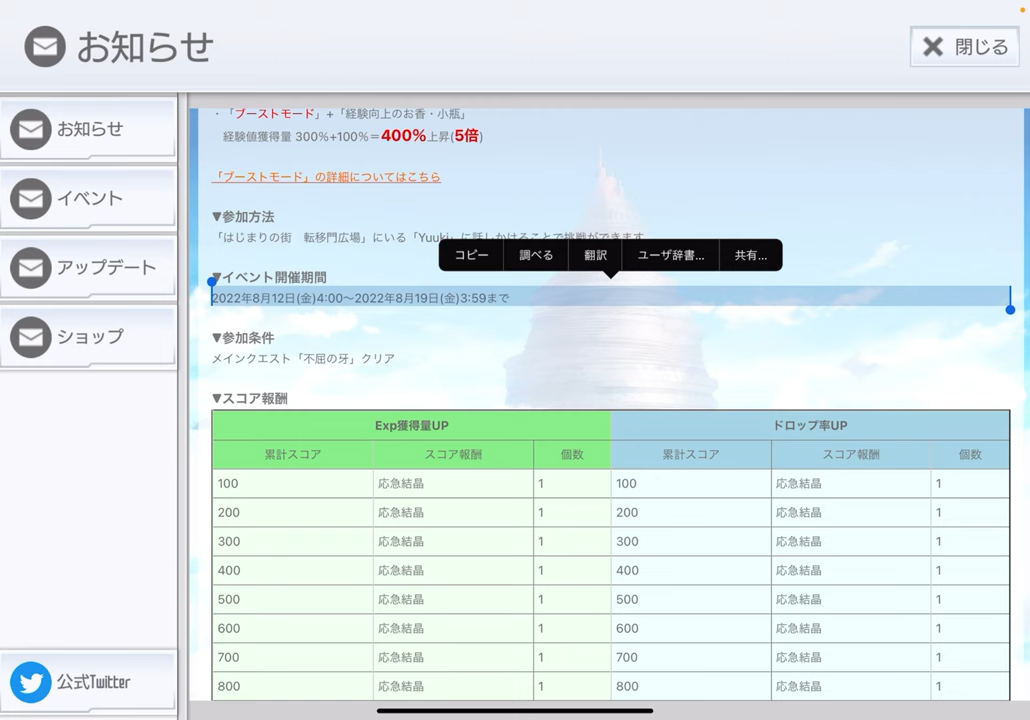 お知らせ
閉じる
お知らせ
イベント
アップデート
ショップ
公式Twitter
・「ブーストモード」+「経験向上のお香・小瓶」
経験値獲得量 300%+100%＝400%上昇(5倍)
「ブーストモード」の詳細についてはこちら
▼参加方法
「はじまりの街　転移門広場」にいる「Yuuki」に話しかけることで挑戦ができます。
コピー 調べる 翻訳 ユーザ辞書... 共有...
▼イベント開催期間
2022年8月12日(金)4:00～2022年8月19日(金)3:59まで
▼参加条件
メインクエスト「不屈の牙」クリア
▼スコア報酬
Exp獲得量UP ドロップ率UP
累計スコア スコア報酬 個数 累計スコア スコア報酬 個数
100 応急結晶 1 100 応急結晶 1
200 応急結晶 1 200 応急結晶 1
300 応急結晶 1 300 応急結晶 1
400 応急結晶 1 400 応急結晶 1
500 応急結晶 1 500 応急結晶 1
600 応急結晶 1 600 応急結晶 1
700 応急結晶 1 700 応急結晶 1
800 応急結晶 1 800 応急結晶 1